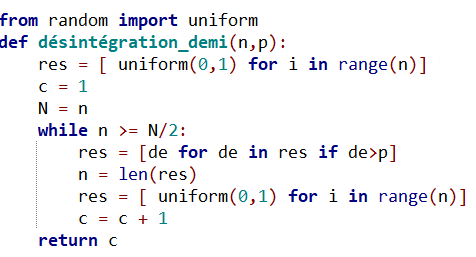 from random import uniform
def désintégration_demi(n,p):
    res = [ uniform(0,1) for i in range(n)]
    c = 1
    N = n
    while n >= N/2:
        res = [de for de in res if de>p]
        n = len(res)
        res = [ uniform(0,1) for i in range(n)]
        c = c + 1
    return c